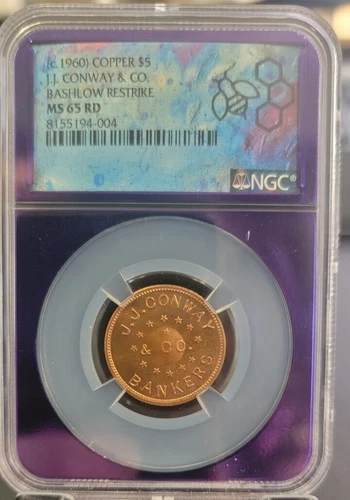 (c.1960) COPPER $5
J.J. CONWAY & CO.
BASHLOW RESTRIKE
MS 65 RD
8155194-004
NGC®
J.J.CONWAY
& CO.
BANKERS